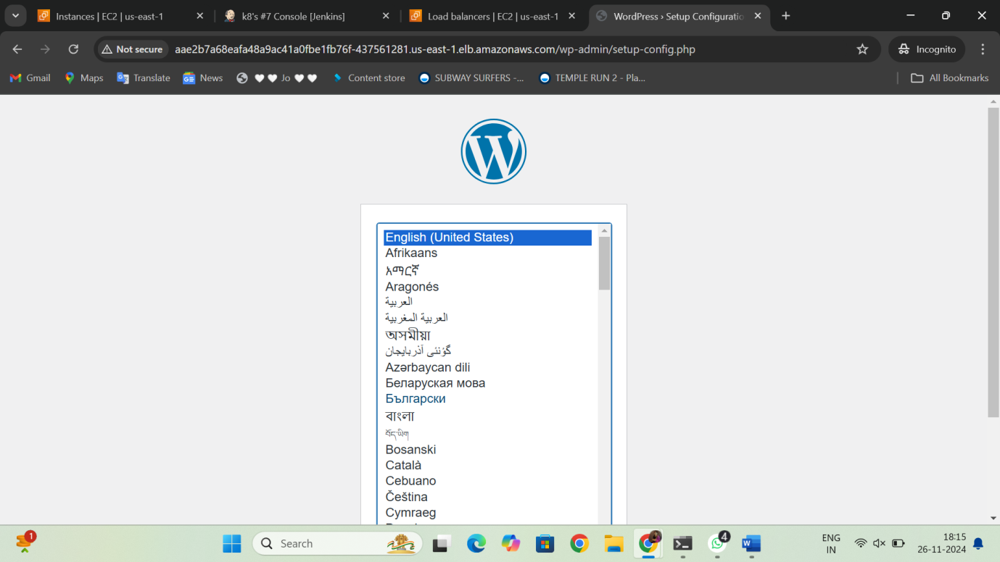 Instances | EC2 | us-east-1
k8's #7 Console [Jenkins]
Load balancers | EC2 | us-east-1
WordPress › Setup Configuratio
Not secure
aae2b7a68eafa48a9ac41a0fbe1fb76f-437561281.us-east-1.elb.amazonaws.com/wp-admin/setup-config.php
Incognito
Gmail
Maps
Translate
News
Jo
Content store
SUBWAY SURFERS -...
TEMPLE RUN 2 - Pla...
All Bookmarks
W
English (United States)
Afrikaans
አማርኛ
Aragonés
العربية
العربية المغربية
অসমীয়া
گؤنئی آذربایجان
Azərbaycan dili
Беларуская мова
Български
বাংলা
བོད་ཡིག
Bosanski
Català
Cebuano
Čeština
Cymraeg
1
Search
4
ENG
IN
18:15
26-11-2024